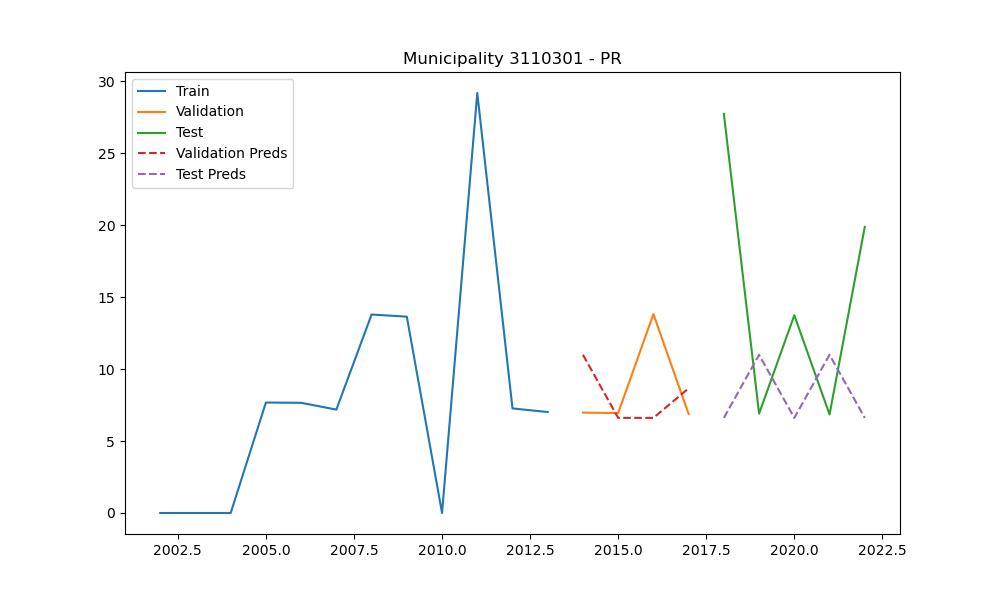 Municipality 3110301 - PR
30
25
20
15
10
5
0
Train
Validation
Test
Validation Preds
Test Preds
2002.5 2005.0 2007.5 2010.0 2012.5 2015.0 2017.5 2020.0 2022.5